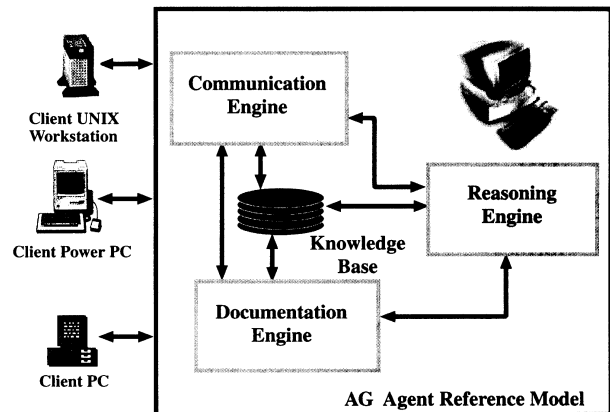 Client UNIX
Workstation
Client Power PC
Client PC
Communication
Engine
Reasoning
Engine
Knowledge
Base
Documentation
Engine
AG Agent Reference Model